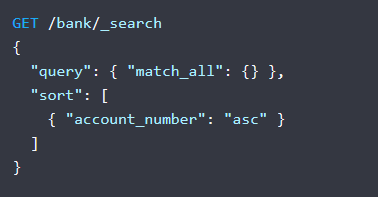 GET /bank/_search
{
  "query": { "match_all": {} },
  "sort": [
    { "account_number": "asc" }
  ]
}